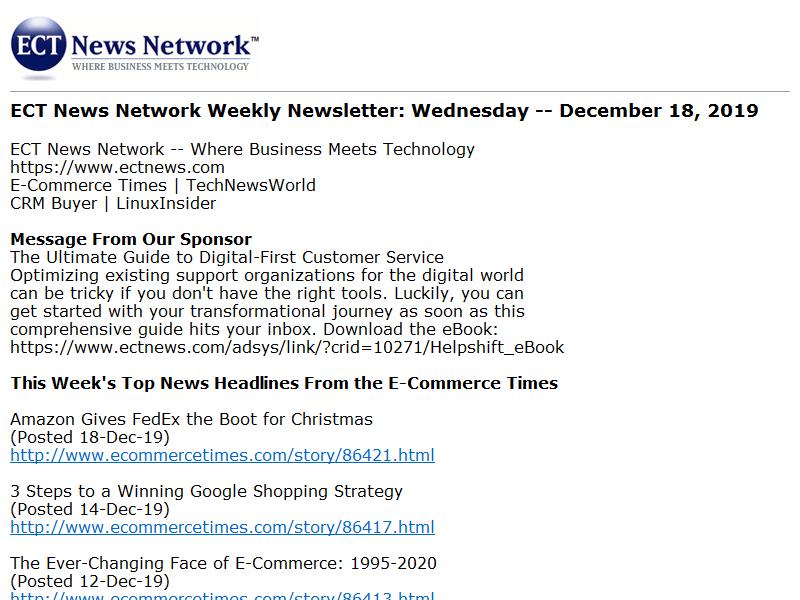 ECT News Network™
WHERE BUSINESS MEETS TECHNOLOGY
ECT News Network Weekly Newsletter: Wednesday -- December 18, 2019
ECT News Network -- Where Business Meets Technology
https://www.ectnews.com
E-Commerce Times | TechNewsWorld
CRM Buyer | LinuxInsider
Message From Our Sponsor
The Ultimate Guide to Digital-First Customer Service
Optimizing existing support organizations for the digital world
can be tricky if you don't have the right tools. Luckily, you can
get started with your transformational journey as soon as this
comprehensive guide hits your inbox. Download the eBook:
https://www.ectnews.com/adsys/link/?crid=10271/Helpshift_eBook
This Week's Top News Headlines From the E-Commerce Times
Amazon Gives FedEx the Boot for Christmas
(Posted 18-Dec-19)
http://www.ecommercetimes.com/story/86421.html
3 Steps to a Winning Google Shopping Strategy
(Posted 14-Dec-19)
http://www.ecommercetimes.com/story/86417.html
The Ever-Changing Face of E-Commerce: 1995-2020
(Posted 12-Dec-19)
http://www.ecommercetimes.com/story/86413.html